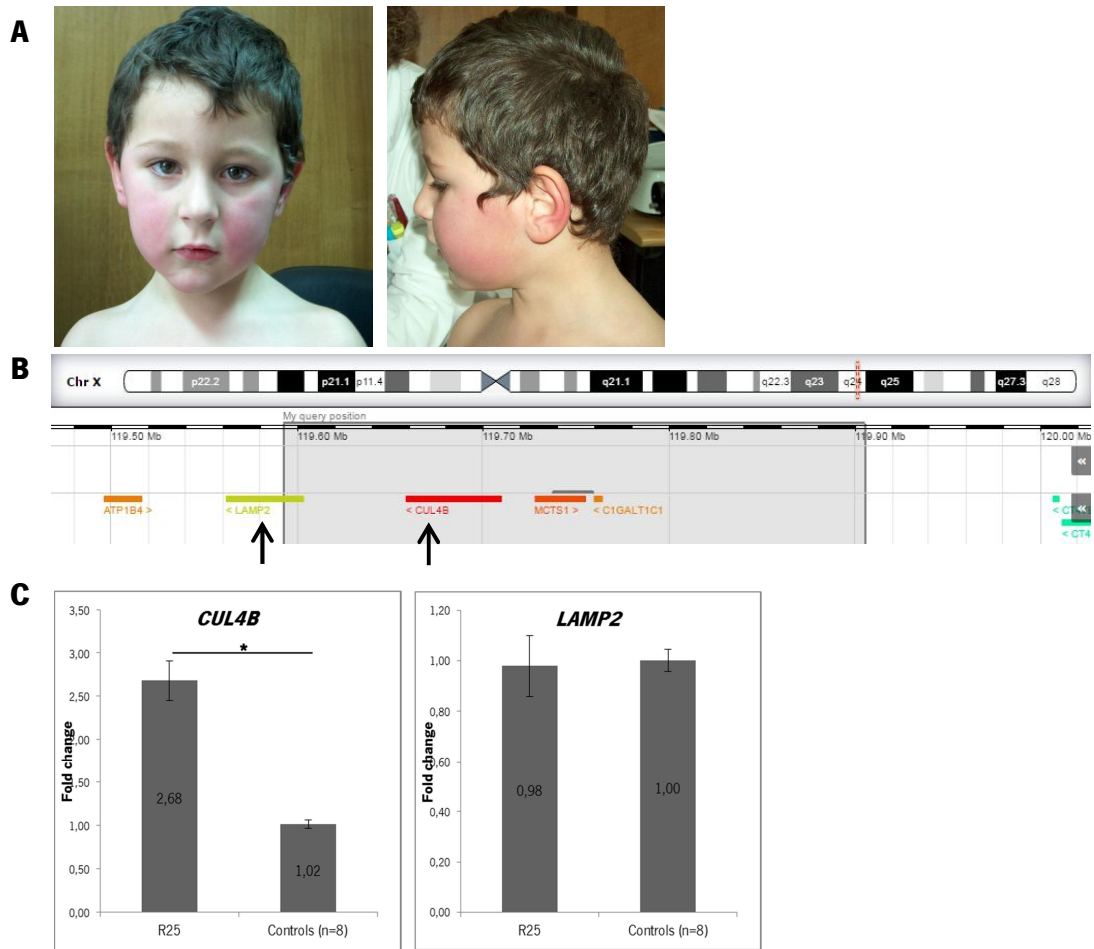 A
B
Chr X
p22.2 p21.1 p11.4 q21.1 q22.3 q23 q24 q25 q27.3 q28
My query position
119.50 Mb 119.60 Mb 119.70 Mb 119.80 Mb 119.90 Mb 120.00 Mb
«
ATP1B4 > < LAMP2 < CUL4B MCTS1 > < C1GALT1C1 «
< CT4
C
CUL4B
3,50
3,00
2,50
2,00
1,50
1,00
0,50
0,00
Fold change
*
2,68
1,02
R25 Controls (n=8)
LAMP2
1,20
1,00
0,80
0,60
0,40
0,20
0,00
Fold change
0,98
1,00
R25 Controls (n=8)